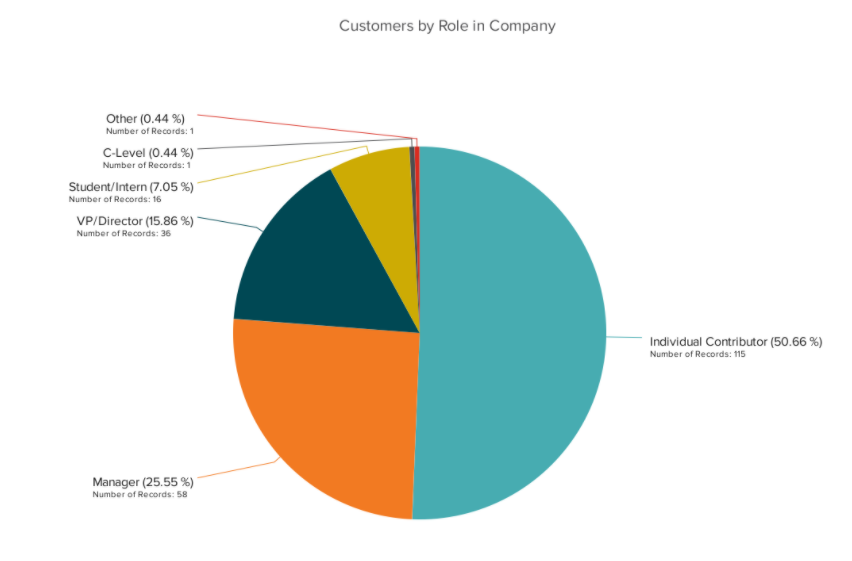 Customers by Role in Company
Other (0.44 %)
Number of Records: 1
C-Level (0.44 %)
Number of Records: 1
Student/Intern (7.05 %)
Number of Records: 16
VP/Director (15.86 %)
Number of Records: 36
Individual Contributor (50.66 %)
Number of Records: 115
Manager (25.55 %)
Number of Records: 58